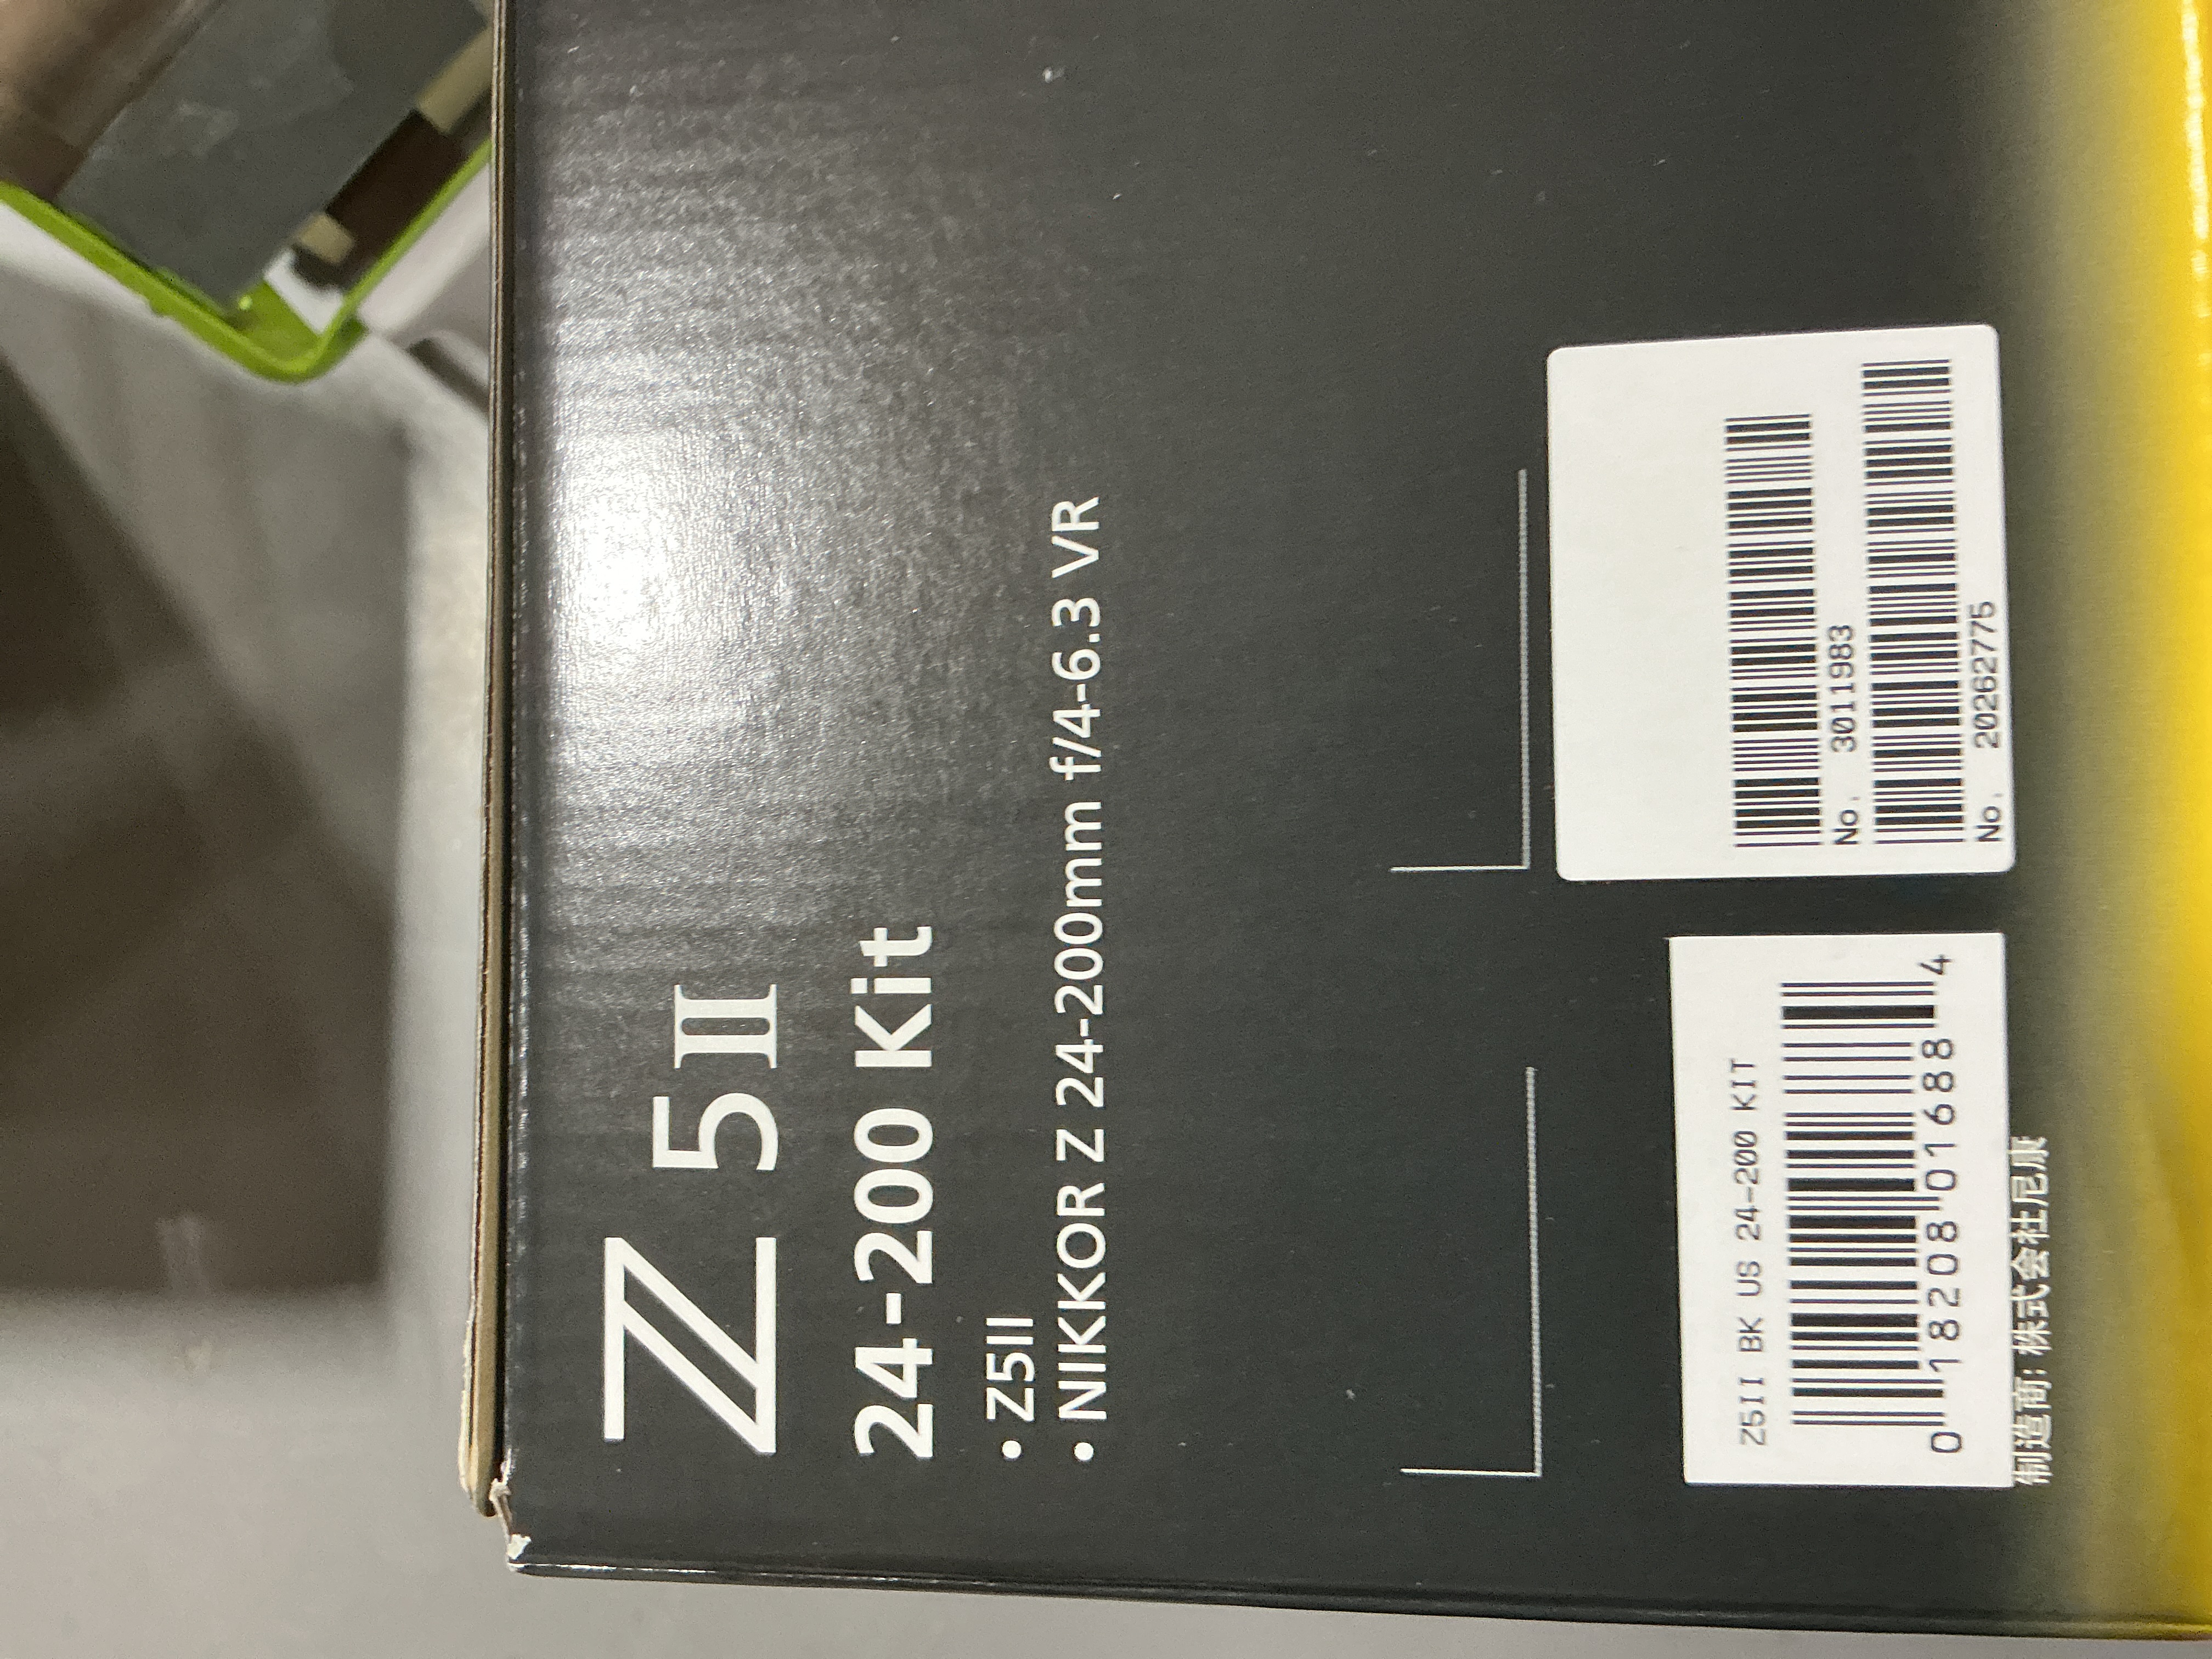 Z 5II
24-200 Kit
• Z5II
• NIKKOR Z 24-200mm f/4-6.3 VR
Z5II BK US 24-200 KIT
0 18208 01688 4
制造商: 株式会社尼康
No. 3011983
No. 20262775